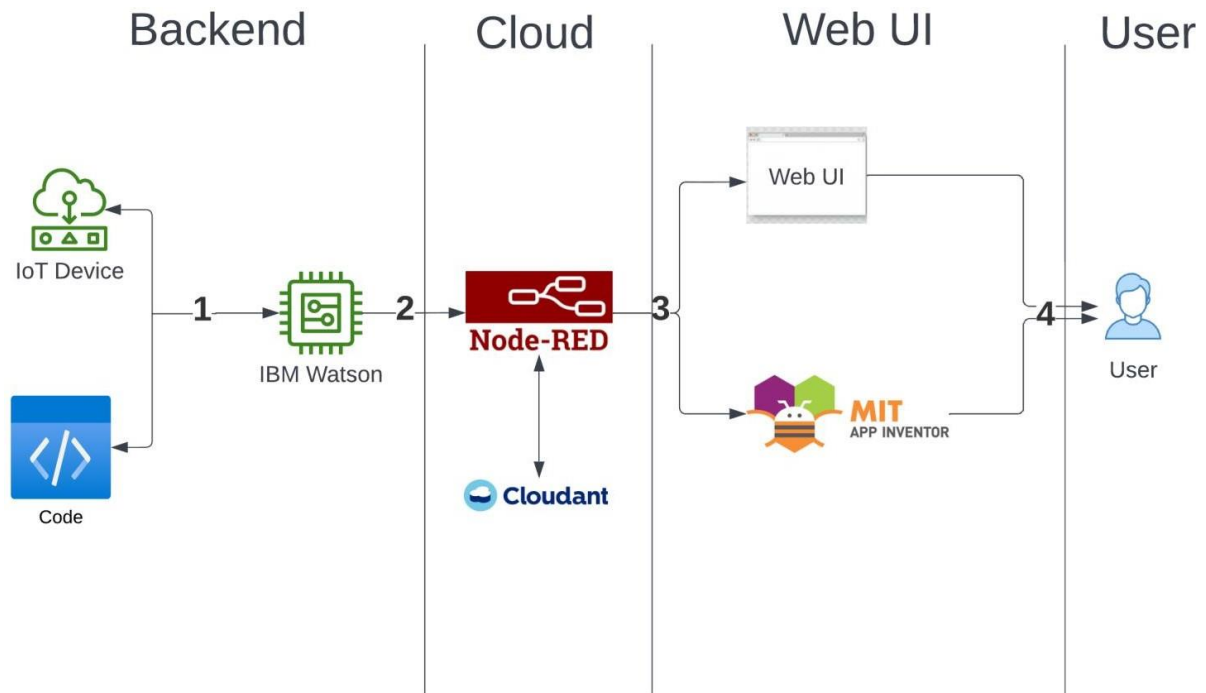 Backend
Cloud
Web UI
User
IoT Device
Code
1
IBM Watson
2
Node-RED
Cloudant
3
Web UI
MIT
APP INVENTOR
4
User